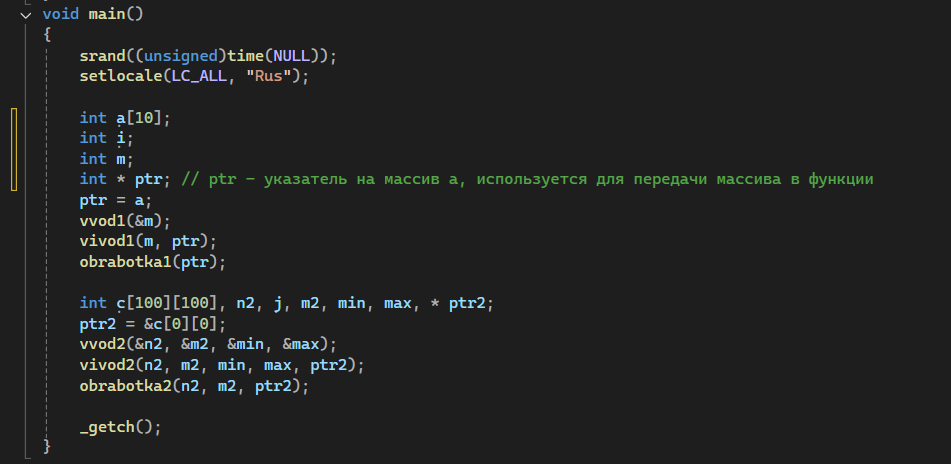 void main()
{
srand((unsigned)time(NULL));
setlocale(LC_ALL, "Rus");
int a[10];
int i;
int m;
int * ptr; // ptr – указатель на массив a, используется для передачи массива в функции
ptr = a;
vvod1(&m);
vivod1(m, ptr);
obrabotka1(ptr);
int c[100][100], n2, j, m2, min, max, * ptr2;
ptr2 = &c[0][0];
vvod2(&n2, &m2, &min, &max);
vivod2(n2, m2, min, max, ptr2);
obrabotka2(n2, m2, ptr2);
_getch();
}